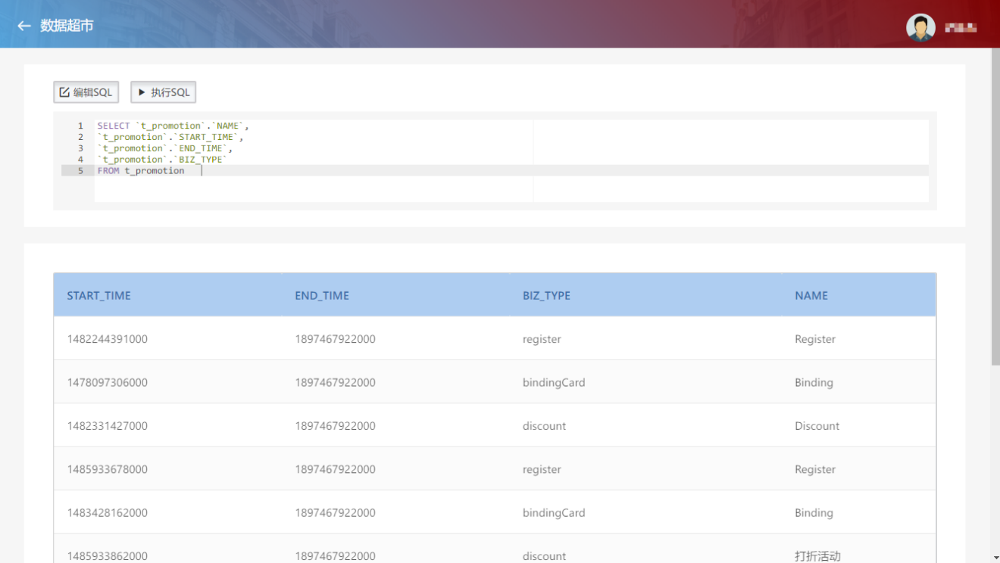 数据超市
编辑SQL 执行SQL
1 SELECT `t_promotion`.`NAME`,
2 `t_promotion`.`START_TIME`,
3 `t_promotion`.`END_TIME`,
4 `t_promotion`.`BIZ_TYPE`
5 FROM t_promotion
START_TIME END_TIME BIZ_TYPE NAME
1482244391000 1897467922000 register Register
1478097306000 1897467922000 bindingCard Binding
1482331427000 1897467922000 discount Discount
1485933678000 1897467922000 register Register
1483428162000 1897467922000 bindingCard Binding
1485933862000 1897467922000 discount 打折活动